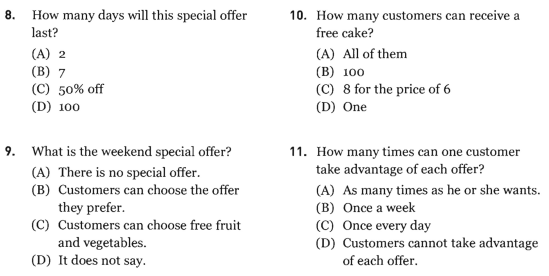 8. How many days will this special offer
last?
(A) 2
(B) 7
(C) 50% off
(D) 100
9. What is the weekend special offer?
(A) There is no special offer.
(B) Customers can choose the offer
they prefer.
(C) Customers can choose free fruit
and vegetables.
(D) It does not say.
10. How many customers can receive a
free cake?
(A) All of them
(B) 100
(C) 8 for the price of 6
(D) One
11. How many times can one customer
take advantage of each offer?
(A) As many times as he or she wants.
(B) Once a week
(C) Once every day
(D) Customers cannot take advantage
of each offer.